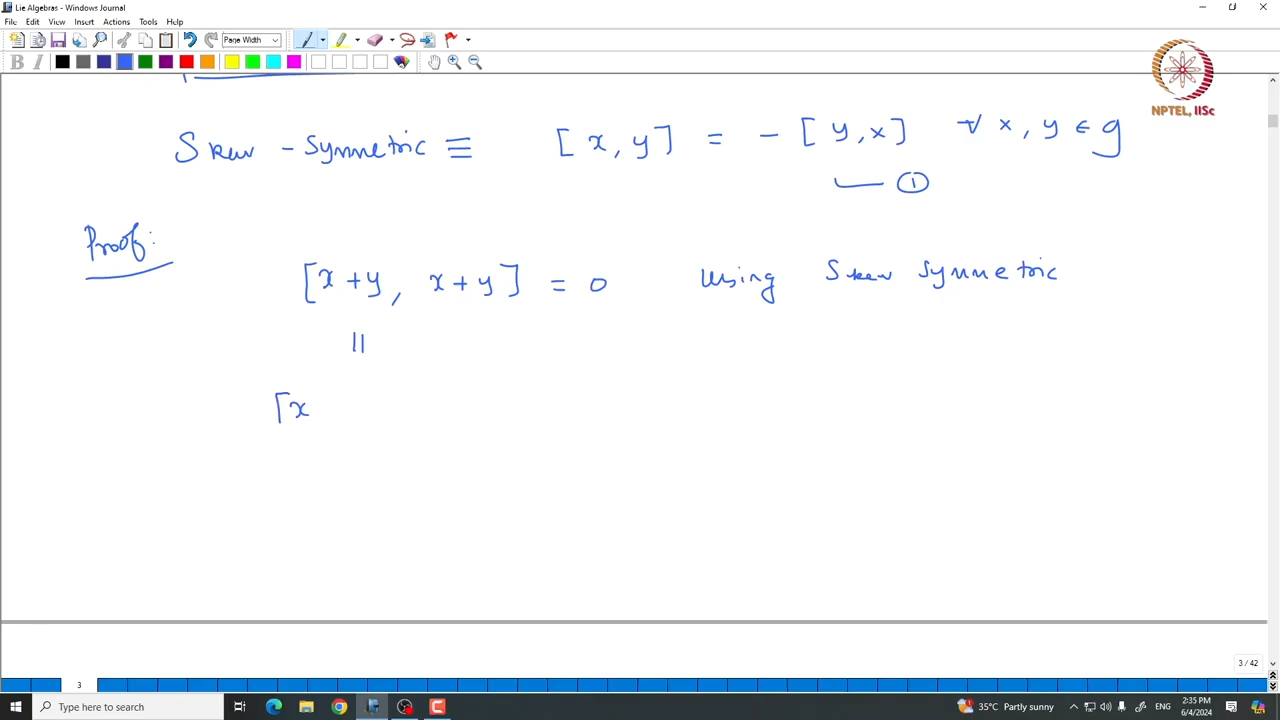 Lie Algebras - Windows Journal
File Edit View Insert Actions Tools Help
Page Width
B I
NPTEL, IISc
Skew - Symmetric ≡ [x, y] = - [y, x] ∀ x, y ∈ g
— ①
Proof:
[x + y, x + y] = 0 Using Skew Symmetric
||
[x
3 / 42
3
Type here to search
35°C Partly sunny
ENG
2:35 PM
6/4/2024